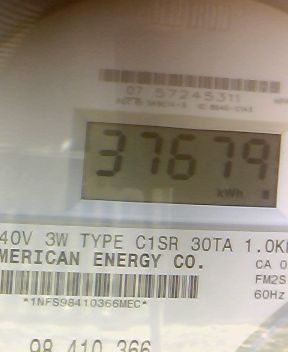 07 57245311
37679
kWh
40V 3W TYPE C1SR 30TA 1.0K
MERICAN ENERGY CO.
CA 0
FM2S
60Hz
*1NFS98410366MEC*
98 410 366